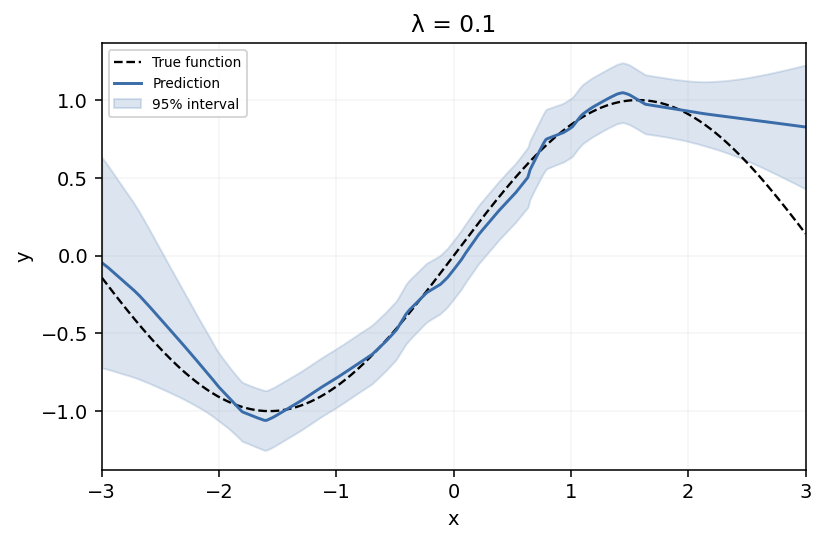 λ = 0.1
True function
Prediction
95% interval
y
1.0
0.5
0.0
−0.5
−1.0
−3 −2 −1 0 1 2 3
x